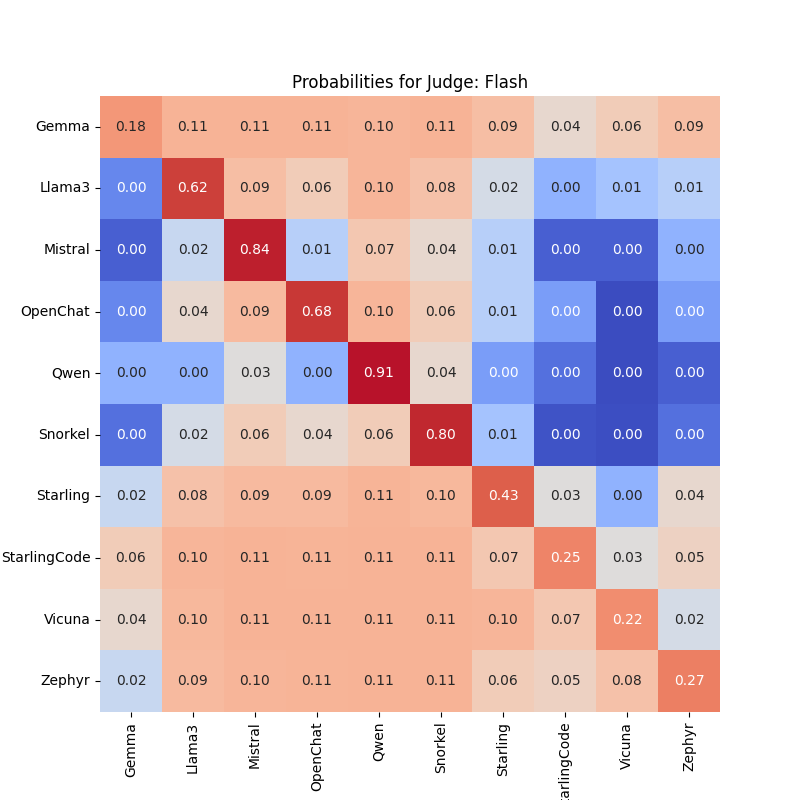 Probabilities for Judge: Flash
Gemma 0.18 0.11 0.11 0.11 0.10 0.11 0.09 0.04 0.06 0.09
Llama3 0.00 0.62 0.09 0.06 0.10 0.08 0.02 0.00 0.01 0.01
Mistral 0.00 0.02 0.84 0.01 0.07 0.04 0.01 0.00 0.00 0.00
OpenChat 0.00 0.04 0.09 0.68 0.10 0.06 0.01 0.00 0.00 0.00
Qwen 0.00 0.00 0.03 0.00 0.91 0.04 0.00 0.00 0.00 0.00
Snorkel 0.00 0.02 0.06 0.04 0.06 0.80 0.01 0.00 0.00 0.00
Starling 0.02 0.08 0.09 0.09 0.11 0.10 0.43 0.03 0.00 0.04
StarlingCode 0.06 0.10 0.11 0.11 0.11 0.11 0.07 0.25 0.03 0.05
Vicuna 0.04 0.10 0.11 0.11 0.11 0.11 0.10 0.07 0.22 0.02
Zephyr 0.02 0.09 0.10 0.11 0.11 0.11 0.06 0.05 0.08 0.27
Gemma Llama3 Mistral OpenChat Qwen Snorkel Starling arlingCode Vicuna Zephyr